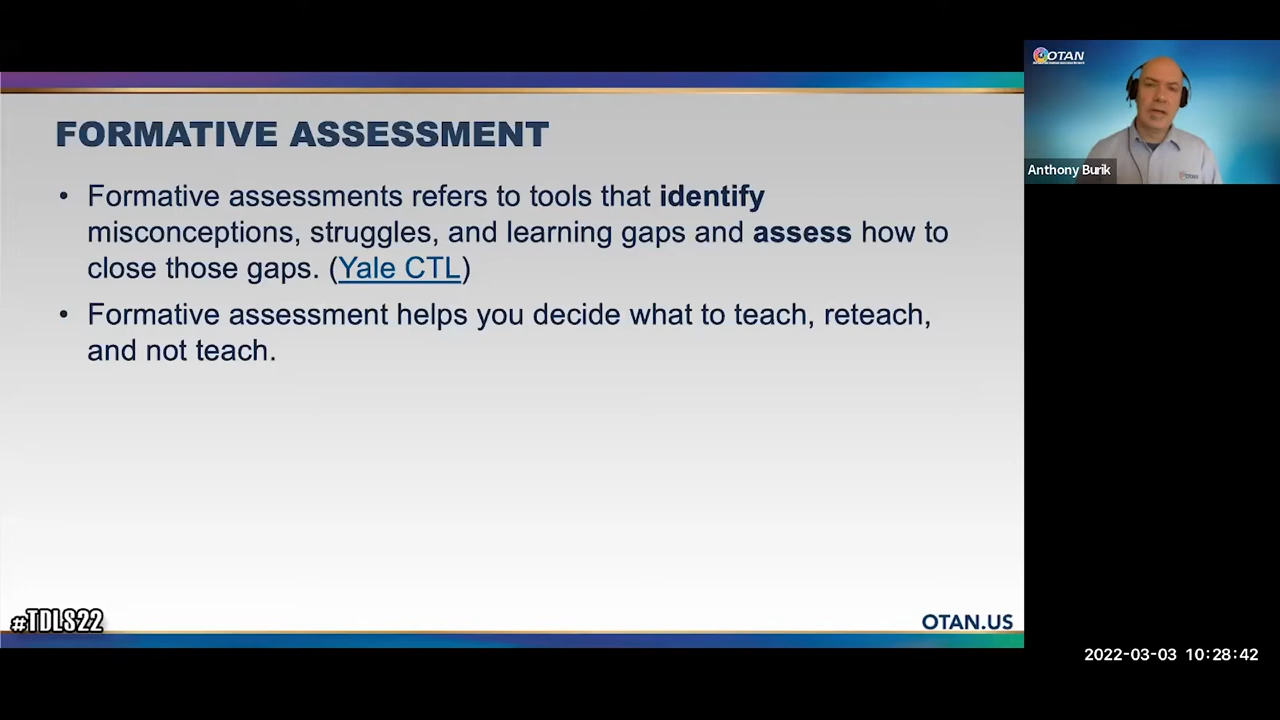 OTAN
FORMATIVE ASSESSMENT
• Formative assessments refers to tools that identify
misconceptions, struggles, and learning gaps and assess how to
close those gaps. (Yale CTL)
• Formative assessment helps you decide what to teach, reteach,
and not teach.
Anthony Burik
OTAN
#TDLS22
OTAN.US
2022-03-03 10:28:42